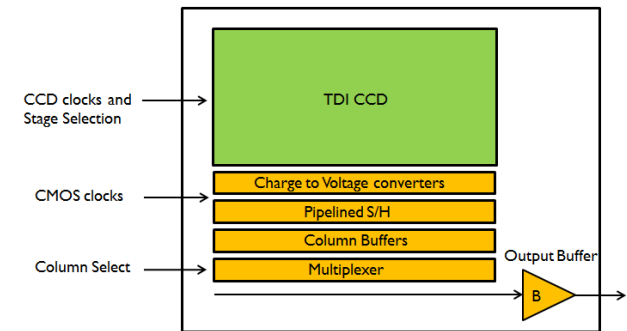 TDI CCD
CCD clocks and
Stage Selection
Charge to Voltage converters
CMOS clocks
Pipelined S/H
Column Buffers
Output Buffer
Column Select
Multiplexer
B